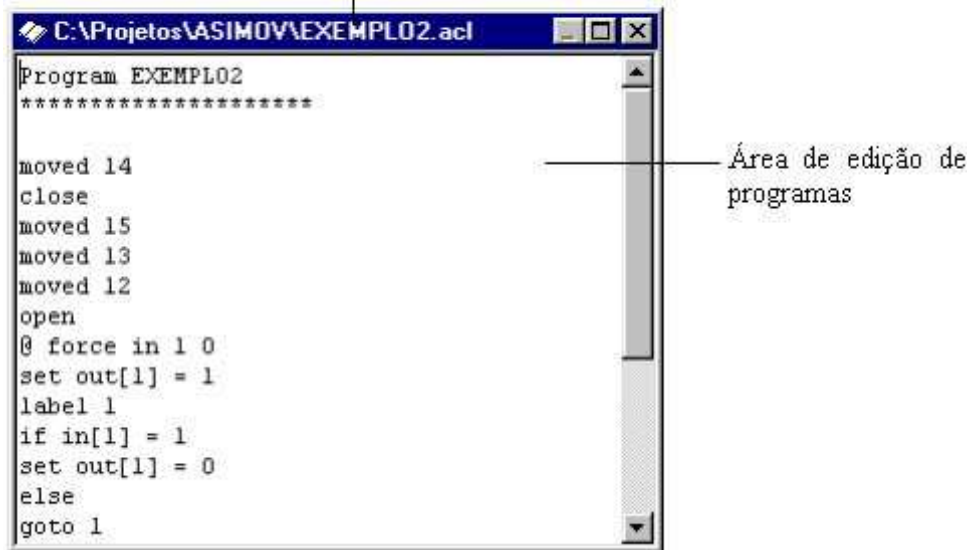 C:\Projetos\ASIMOV\EXEMPLO2.acl
Program EXEMPLO2
*********************
moved 14
close
moved 15
moved 13
moved 12
open
@ force in 1 0
set out[1] = 1
label 1
if in[1] = 1
set out[1] = 0
else
goto 1
Área de edição de
programas